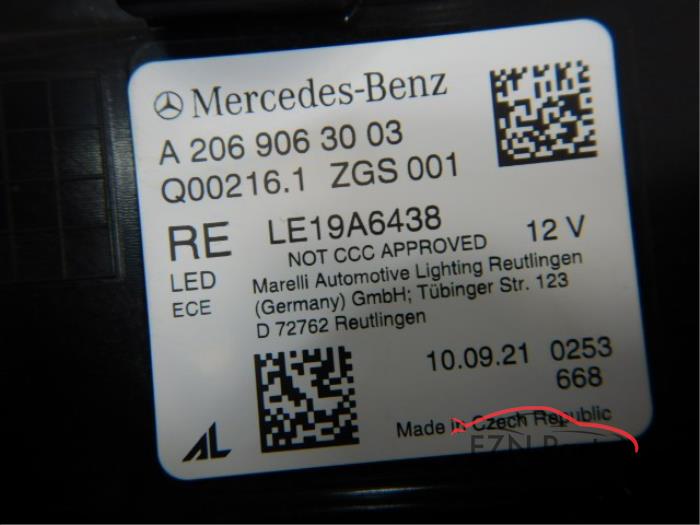 Mercedes-Benz
A 206 906 30 03
Q00216.1 ZGS 001
RE LE19A6438 12 V
NOT CCC APPROVED
LED
ECE
Marelli Automotive Lighting Reutlingen
(Germany) GmbH; Tübinger Str. 123
D 72762 Reutlingen
10.09.21 0253
668
AL
Made in Czech Republic